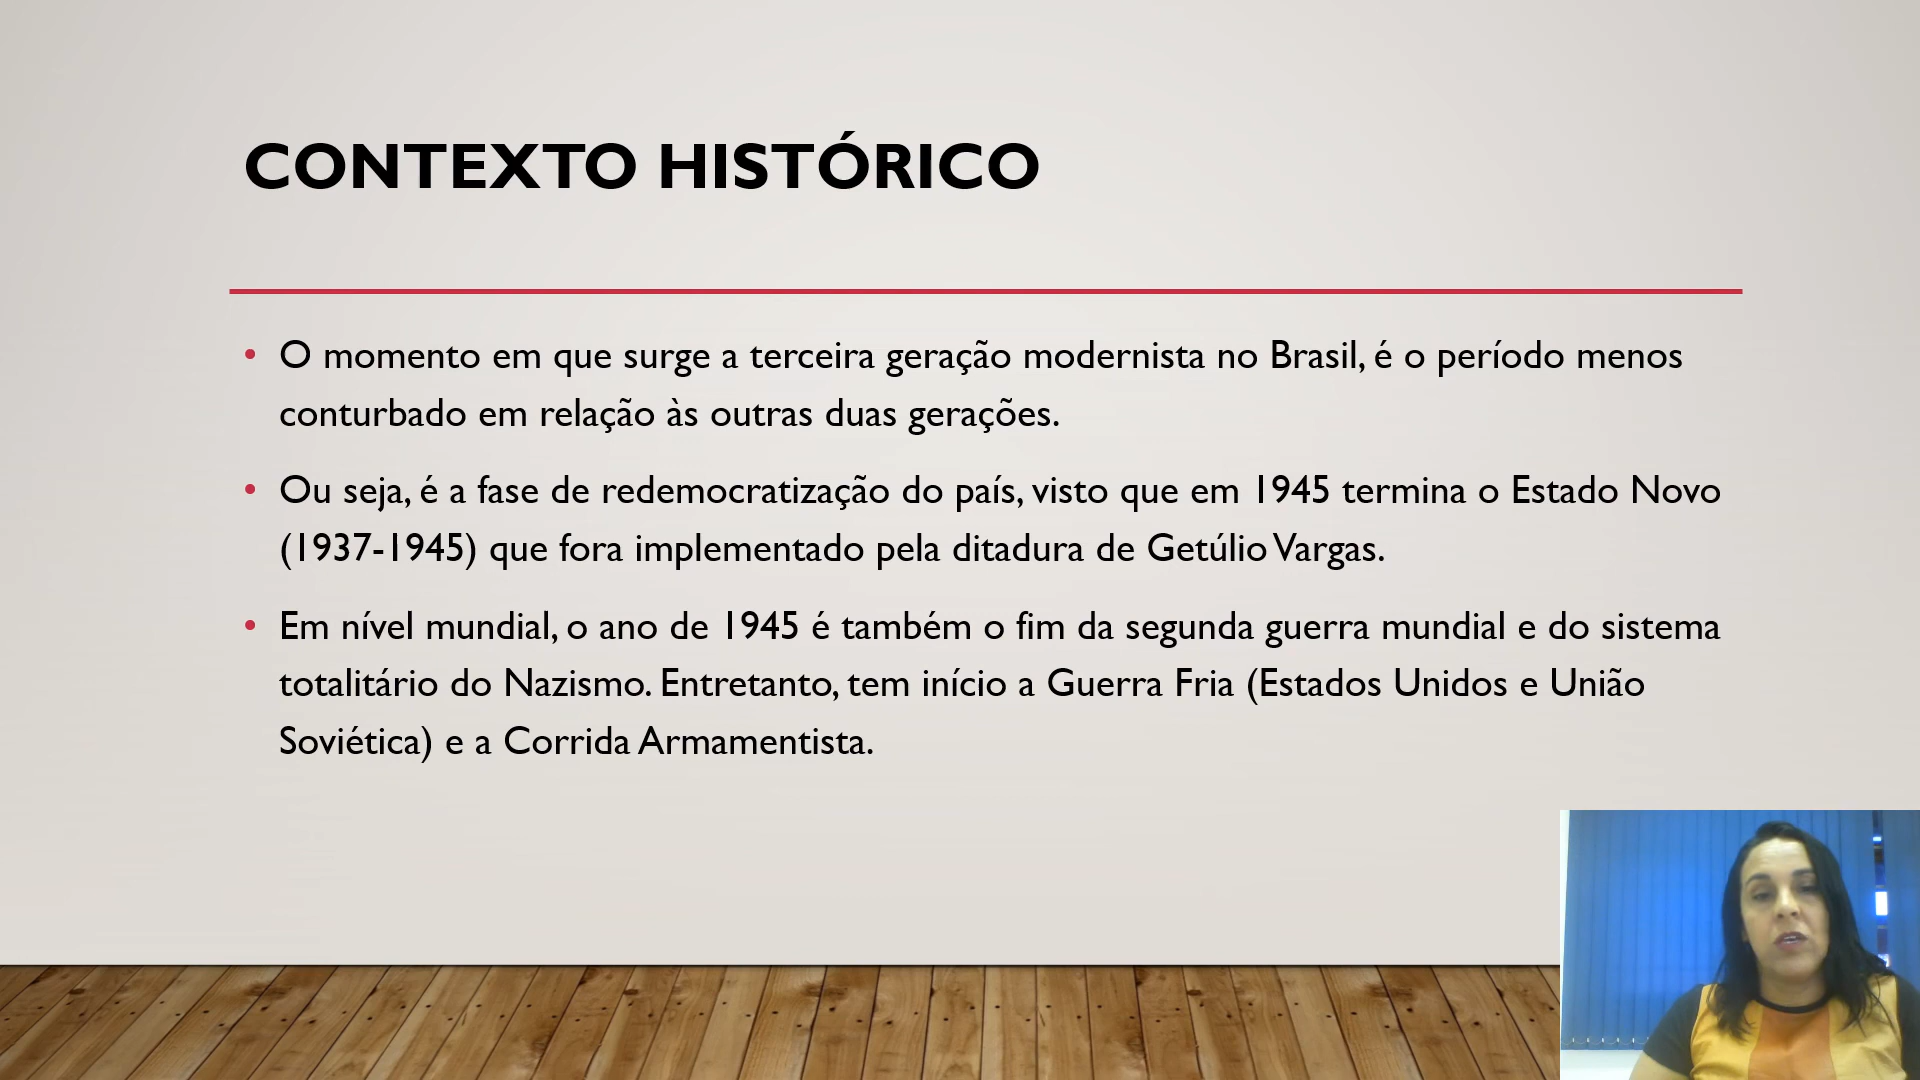 CONTEXTO HISTÓRICO
• O momento em que surge a terceira geração modernista no Brasil, é o período menos
conturbado em relação às outras duas gerações.
• Ou seja, é a fase de redemocratização do país, visto que em 1945 termina o Estado Novo
(1937-1945) que fora implementado pela ditadura de Getúlio Vargas.
• Em nível mundial, o ano de 1945 é também o fim da segunda guerra mundial e do sistema
totalitário do Nazismo. Entretanto, tem início a Guerra Fria (Estados Unidos e União
Soviética) e a Corrida Armamentista.